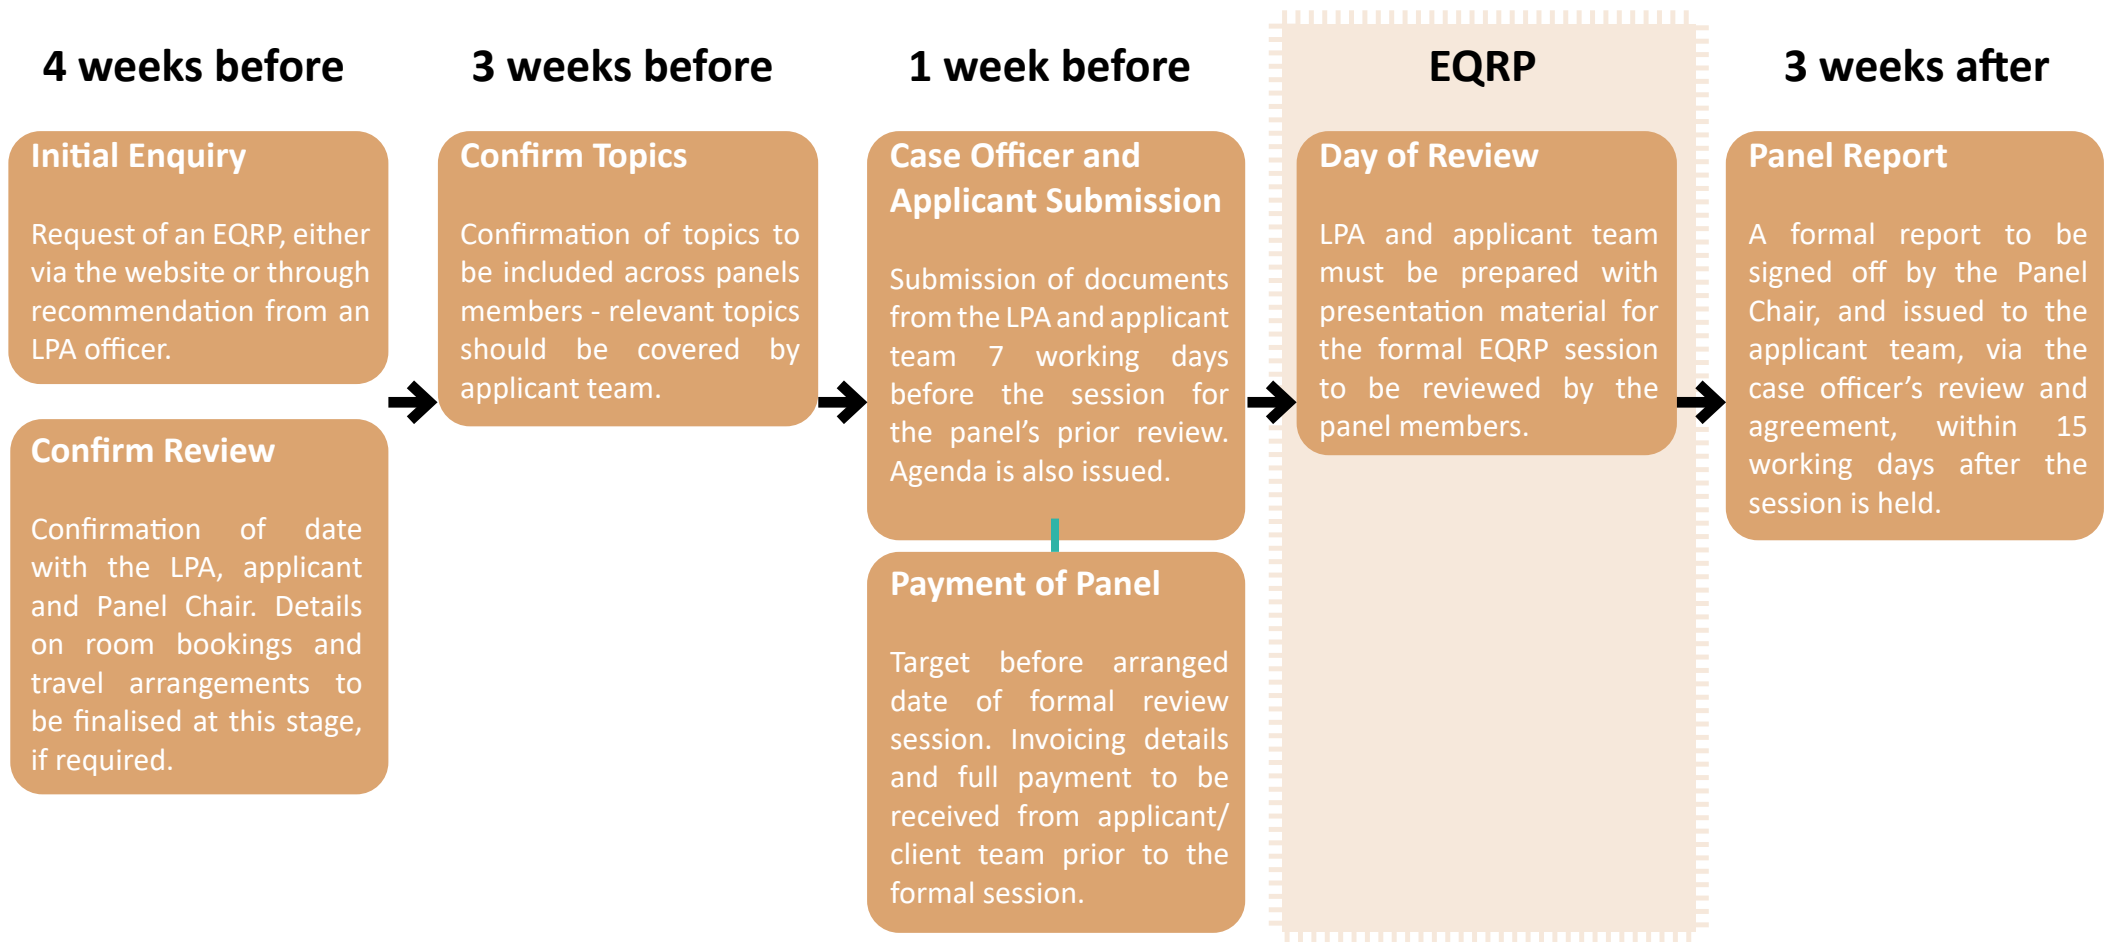 4 weeks before
Initial Enquiry
Request of an EQRP, either
via the website or through
recommendation from an
LPA officer.
Confirm Review
Confirmation of date
with the LPA, applicant
and Panel Chair. Details
on room bookings and
travel arrangements to
be finalised at this stage,
if required.
3 weeks before
Confirm Topics
Confirmation of topics to
be included across panels
members - relevant topics
should be covered by
applicant team.
1 week before
Case Officer and
Applicant Submission
Submission of documents
from the LPA and applicant
team 7 working days
before the session for
the panel's prior review.
Agenda is also issued.
Payment of Panel
Target before arranged
date of formal review
session. Invoicing details
and full payment to be
received from applicant/
client team prior to the
formal session.
EQRP
Day of Review
LPA and applicant team
must be prepared with
presentation material for
the formal EQRP session
to be reviewed by the
panel members.
3 weeks after
Panel Report
A formal report to be
signed off by the Panel
Chair, and issued to the
applicant team, via the
case officer's review and
agreement, within 15
working days after the
session is held.